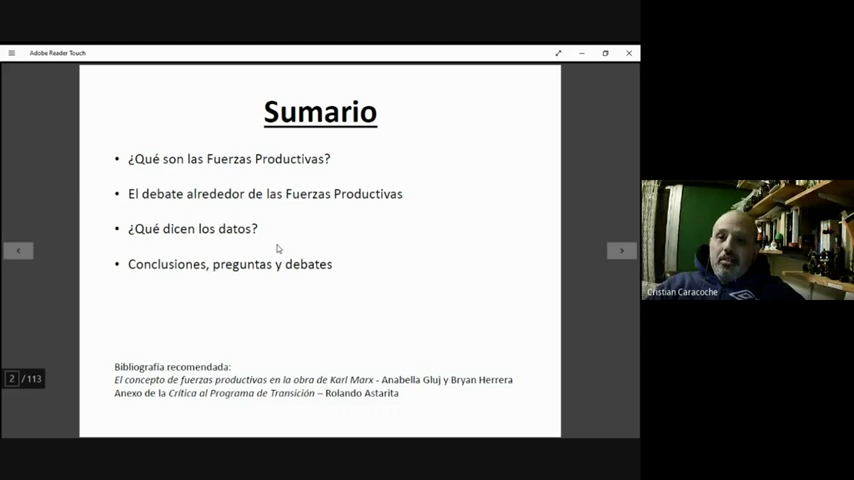 Adobe Reader Touch
Sumario
• ¿Qué son las Fuerzas Productivas?
• El debate alrededor de las Fuerzas Productivas
• ¿Qué dicen los datos?
• Conclusiones, preguntas y debates
Bibliografía recomendada:
El concepto de fuerzas productivas en la obra de Karl Marx - Anabella Gluj y Bryan Herrera
Anexo de la Crítica al Programa de Transición – Rolando Astarita
2 / 113
Cristian Caracoche